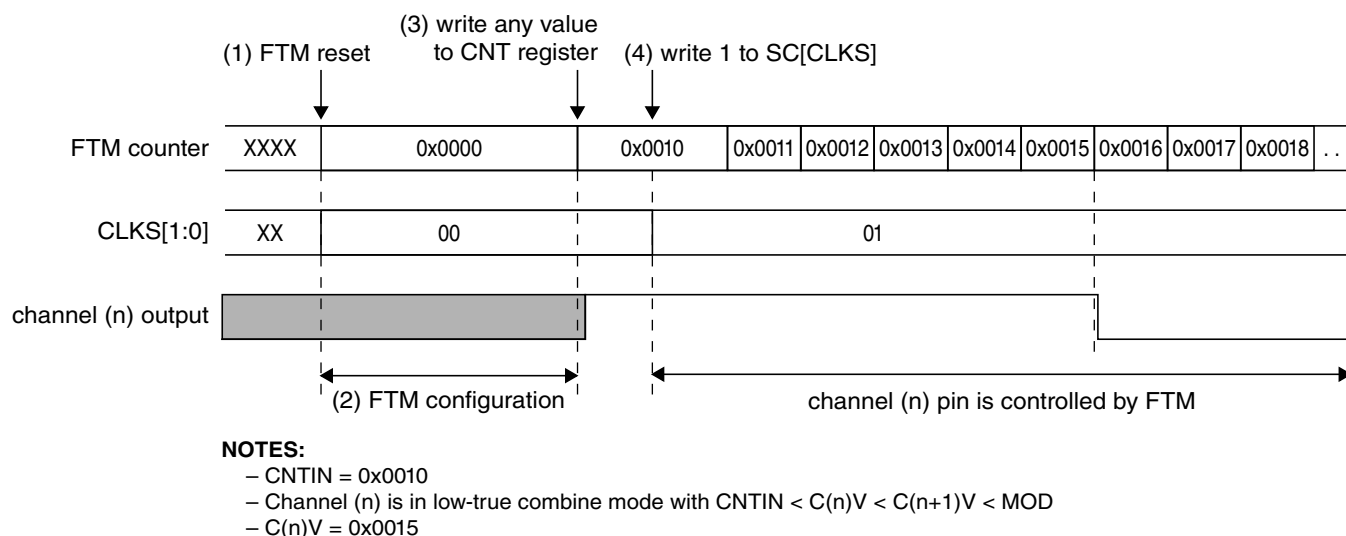 (3) write any value
(1) FTM reset to CNT register (4) write 1 to SC[CLKS]
FTM counter XXXX 0x0000 0x0010 0x0011 0x0012 0x0013 0x0014 0x0015 0x0016 0x0017 0x0018 . .
CLKS[1:0] XX 00 01
channel (n) output
(2) FTM configuration channel (n) pin is controlled by FTM
NOTES:
– CNTIN = 0x0010
– Channel (n) is in low-true combine mode with CNTIN < C(n)V < C(n+1)V < MOD
– C(n)V = 0x0015